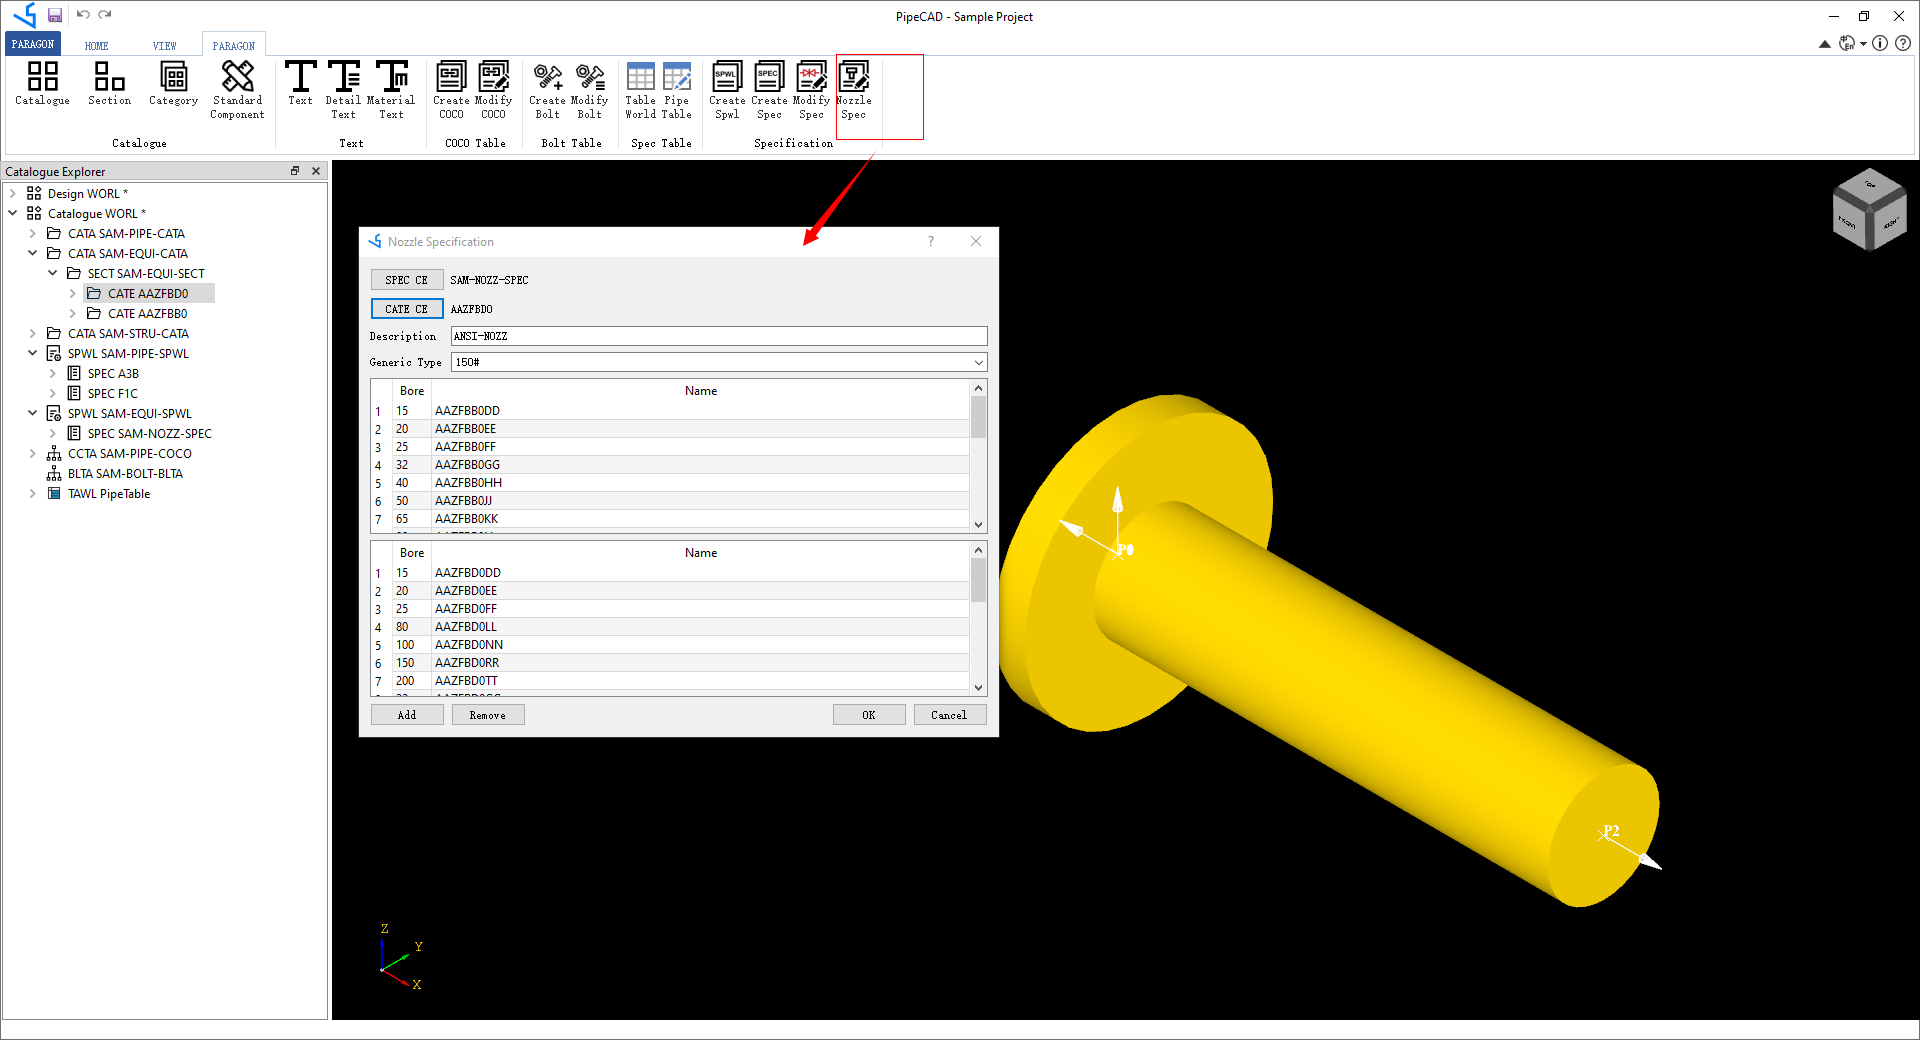 PipeCAD - Sample Project
PARAGON HOME VIEW PARAGON
Catalogue Section Category Standard Component
Text Detail Text Material Text
Create COCO Modify COCO
Create Bolt Modify Bolt
Table World Pipe Table
SPWL SPEC
Create Spwl Create Spec Modify Spec Nozzle Spec
Catalogue Text COCO Table Bolt Table Spec Table Specification
En
Catalogue Explorer
Design WORL *
Catalogue WORL *
CATA SAM-PIPE-CATA
CATA SAM-EQUI-CATA
SECT SAM-EQUI-SECT
CATE AAZFBD0
CATE AAZFBB0
CATA SAM-STRU-CATA
SPWL SAM-PIPE-SPWL
SPEC A3B
SPEC F1C
SPWL SAM-EQUI-SPWL
SPEC SAM-NOZZ-SPEC
CCTA SAM-PIPE-COCO
BLTA SAM-BOLT-BLTA
TAWL PipeTable
Nozzle Specification ?
SPEC CE SAM-NOZZ-SPEC
CATE CE AAZFBD0
Description ANSI-NOZZ
Generic Type 150#
Bore Name
1 15 AAZFBB0DD
2 20 AAZFBB0EE
3 25 AAZFBB0FF
4 32 AAZFBB0GG
5 40 AAZFBB0HH
6 50 AAZFBB0JJ
7 65 AAZFBB0KK
Bore Name
1 15 AAZFBD0DD
2 20 AAZFBD0EE
3 25 AAZFBD0FF
4 80 AAZFBD0LL
5 100 AAZFBD0NN
6 150 AAZFBD0RR
7 200 AAZFBD0TT
Add Remove OK Cancel
TOP
FRONT RIGHT
P0
P2
Z
Y
X